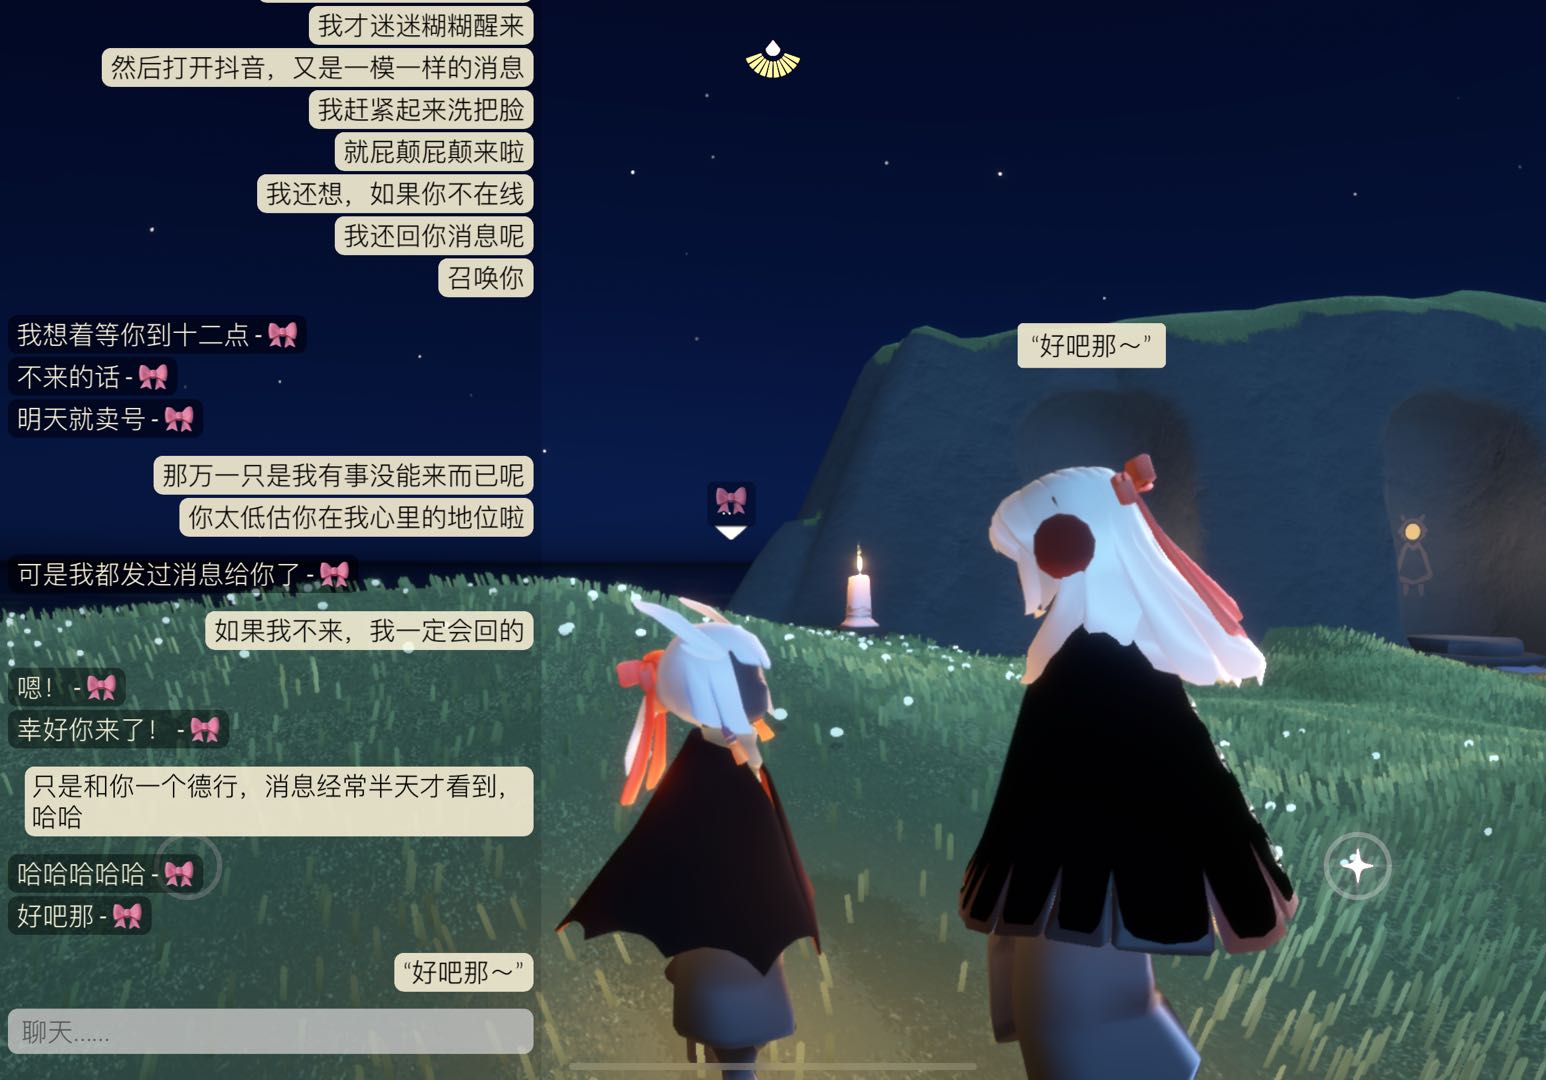 我才迷迷糊糊醒来
然后打开抖音，又是一模一样的消息
我赶紧起来洗把脸
就屁颠屁颠来啦
我还想，如果你不在线
我还回你消息呢
召唤你
我想着等你到十二点 - 🎀
不来的话 - 🎀
明天就卖号 - 🎀
那万一只是我有事没能来而已呢
你太低估你在我心里的地位啦
可是我都发过消息给你了 - 🎀
如果我不来，我一定会回的
嗯！ - 🎀
幸好你来了！ - 🎀
只是和你一个德行，消息经常半天才看到，
哈哈
哈哈哈哈哈 - 🎀
好吧那 - 🎀
“好吧那～”
聊天……
“好吧那～”